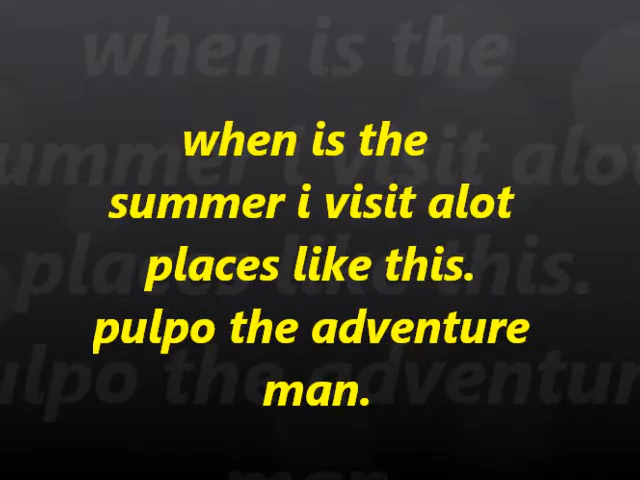 when is the
summer i visit alot
places like this.
pulpo the adventure
man.